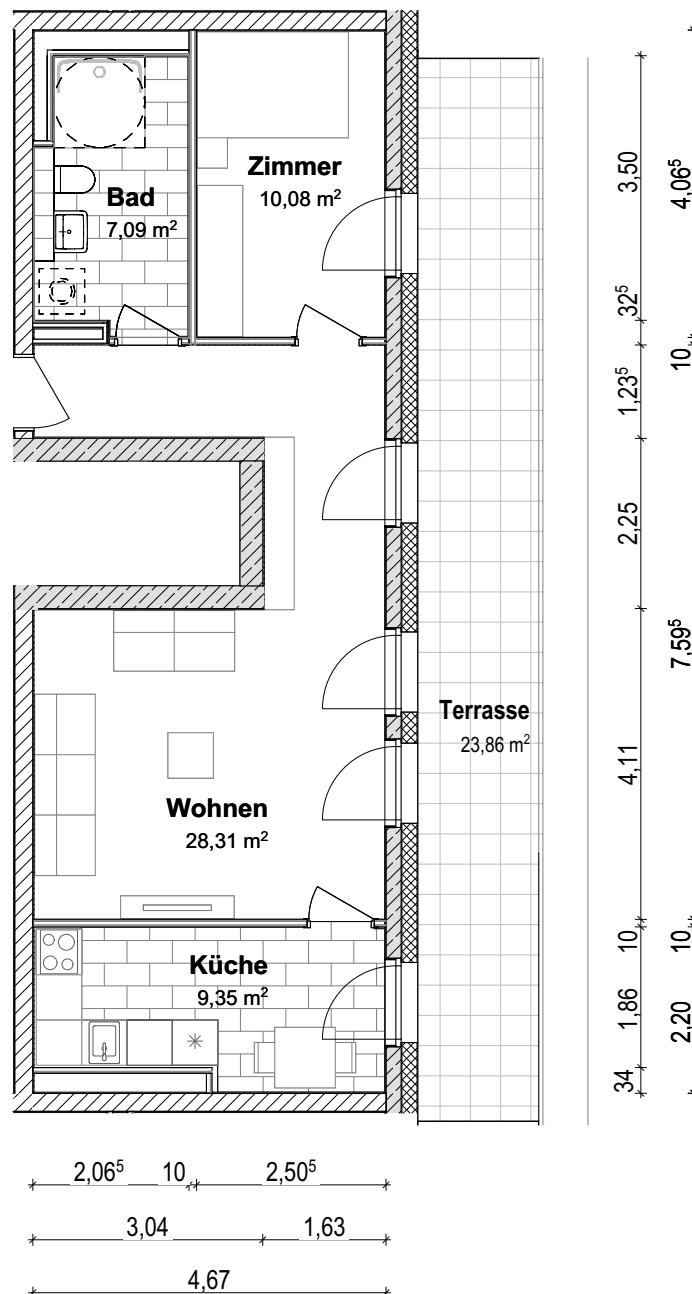 Zimmer
10,08 m²
Bad
7,09 m²
3,50
4,06⁵
32⁵
10
1,23⁵
2,25
7,59⁵
Terrasse
23,86 m²
4,11
Wohnen
28,31 m²
10
10
Küche
9,35 m²
1,86
2,20
34
2,06⁵ 10 2,50⁵
3,04 1,63
4,67